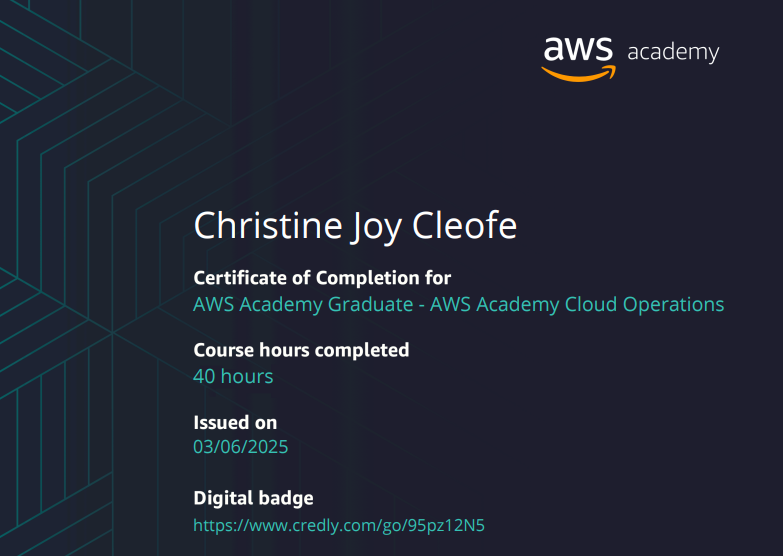 aws academy
Christine Joy Cleofe
Certificate of Completion for
AWS Academy Graduate - AWS Academy Cloud Operations
Course hours completed
40 hours
Issued on
03/06/2025
Digital badge
https://www.credly.com/go/95pz12N5